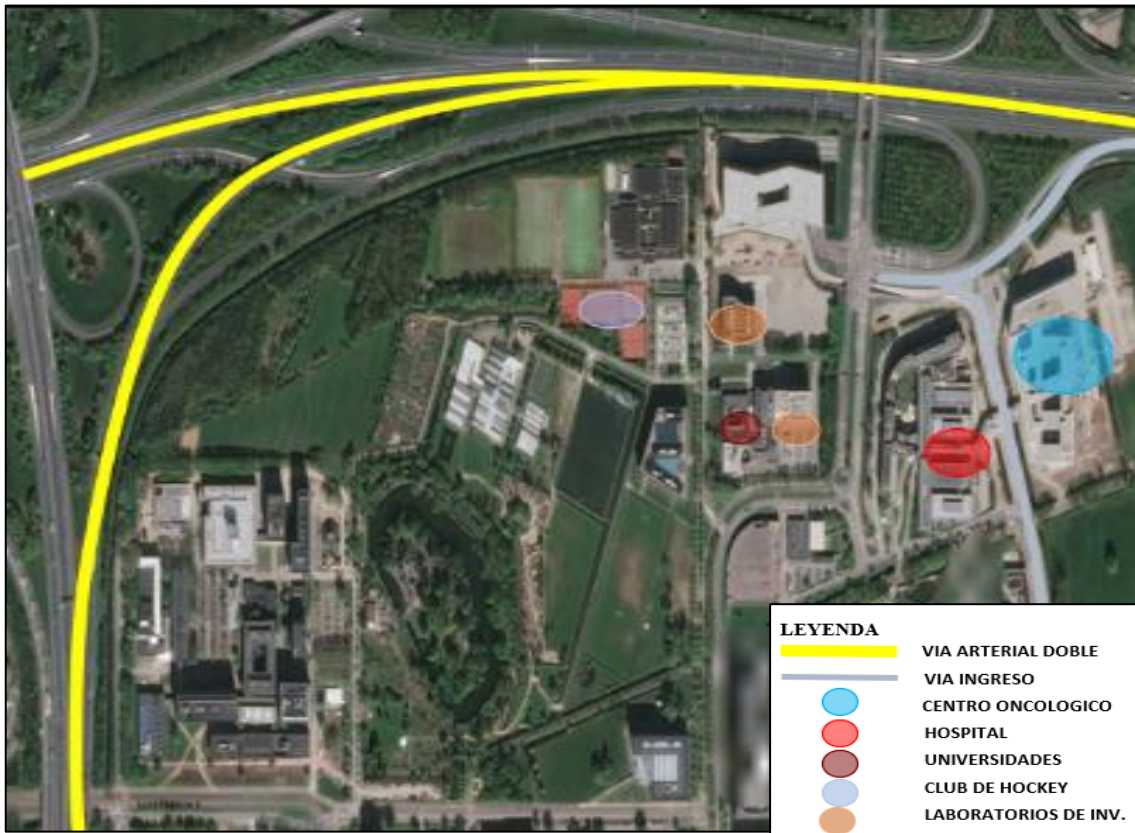 LEYENDA
VIA ARTERIAL DOBLE
VIA INGRESO
CENTRO ONCOLOGICO
HOSPITAL
UNIVERSIDADES
CLUB DE HOCKEY
LABORATORIOS DE INV.